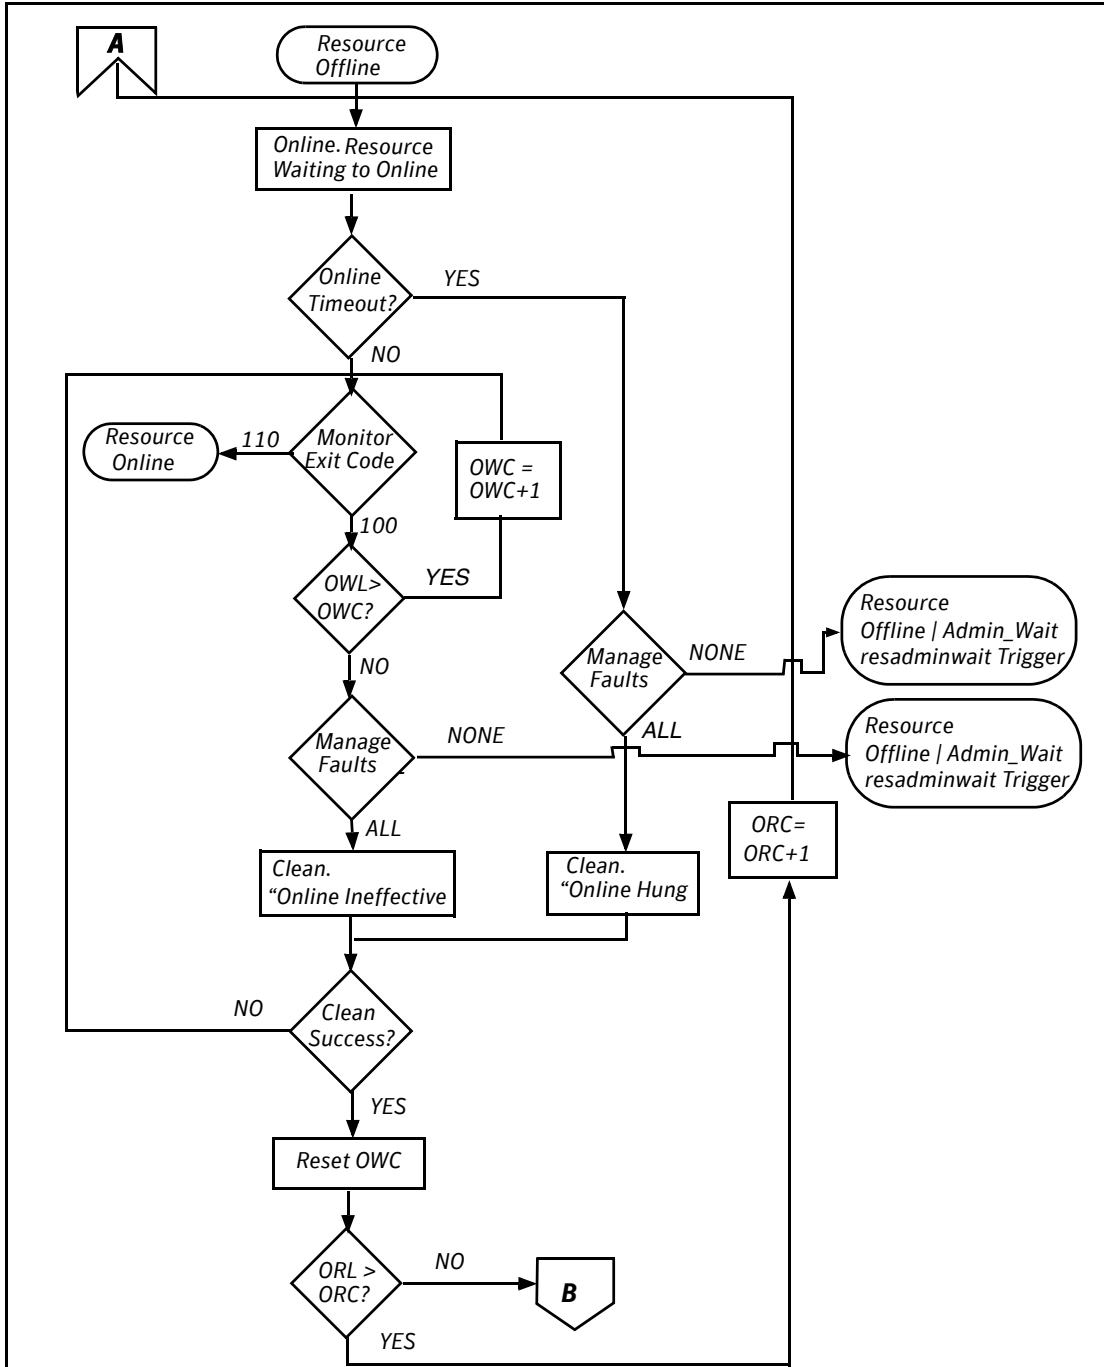 A
Resource
Offline
Online. Resource
Waiting to Online
Online
Timeout?
YES
NO
Resource
Online
110
Monitor
Exit Code
OWC =
OWC+1
100
OWL>
OWC?
YES
NO
Manage
Faults
NONE
Resource
Offline | Admin_Wait
resadminwait Trigger
Manage
Faults
NONE
ALL
Resource
Offline | Admin_Wait
resadminwait Trigger
ALL
ORC=
ORC+1
Clean.
“Online Ineffective
Clean.
“Online Hung
NO
Clean
Success?
YES
Reset OWC
ORL >
ORC?
NO
B
YES